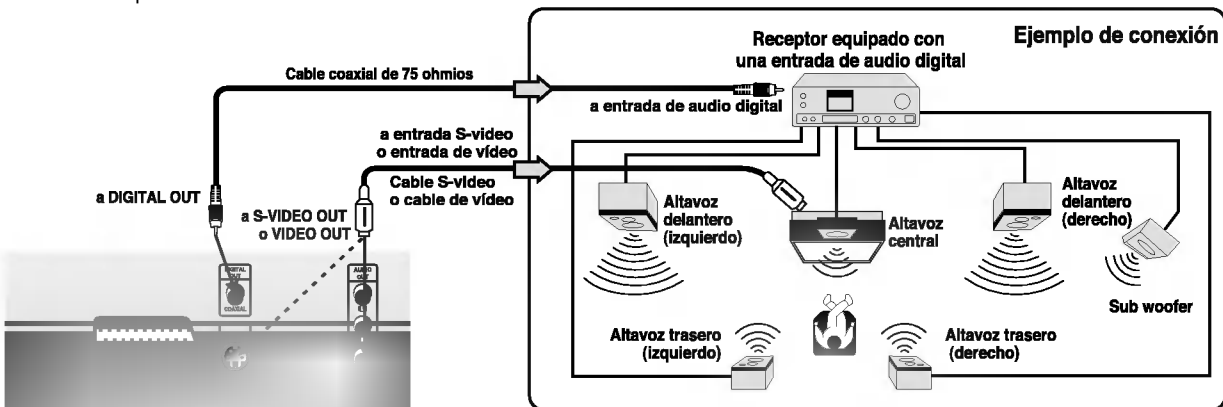 Ejemplo de conexión
Receptor equipado con
una entrada de audio digital
Cable coaxial de 75 ohmios
a entrada de audio digital
a entrada S-video
o entrada de vídeo
Cable S-video
o cable de vídeo
a DIGITAL OUT
a S-VIDEO OUT
o VIDEO OUT
Altavoz
delantero
(izquierdo)
Altavoz
central
Altavoz
delantero
(derecho)
Sub woofer
Altavoz trasero
(izquierdo)
Altavoz trasero
(derecho)
DIGITAL
OUT
COAXIAL
AUDIO
OUT